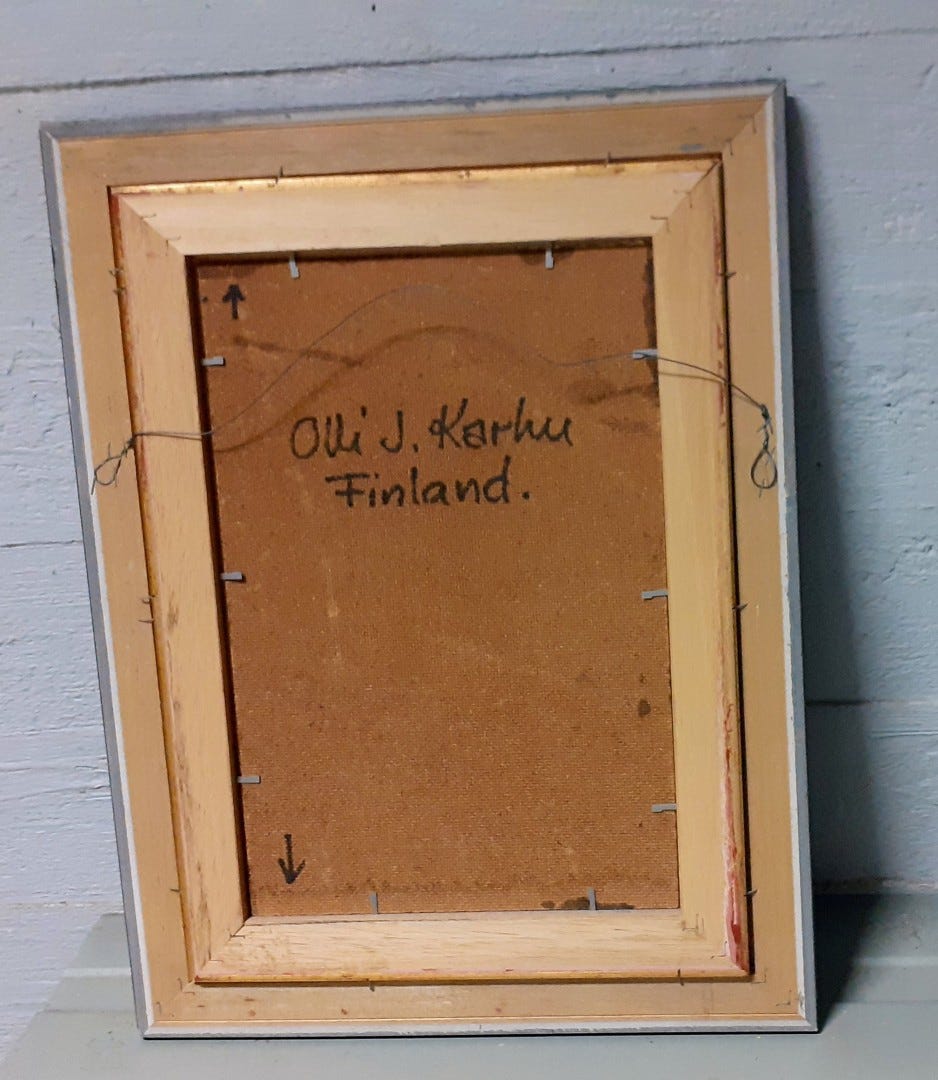 ↑
Olli J. Karhu
Finland.
↓